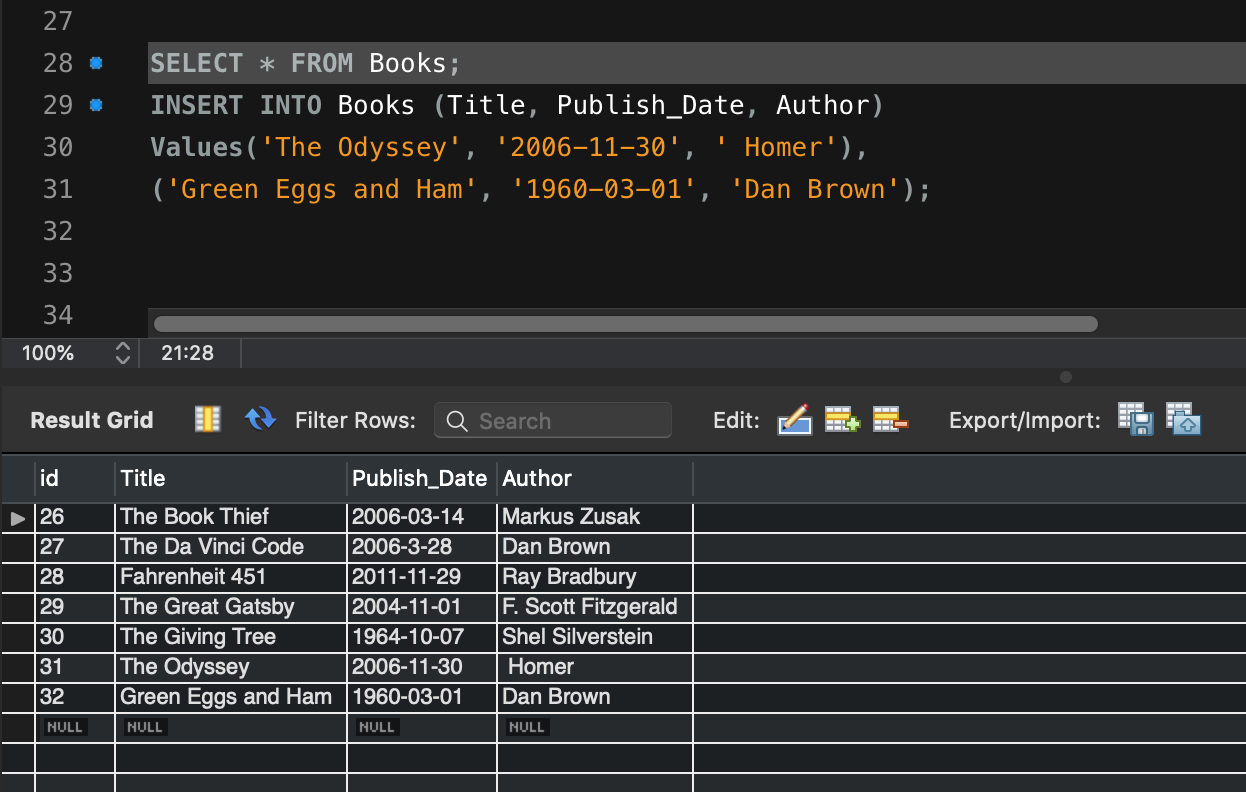 27
28 SELECT * FROM Books;
29 INSERT INTO Books (Title, Publish_Date, Author)
30 Values('The Odyssey', '2006-11-30', ' Homer'),
31 ('Green Eggs and Ham', '1960-03-01', 'Dan Brown');
32
33
34
100% 21:28
Result Grid Filter Rows: Search Edit: Export/Import:
id Title Publish_Date Author
26 The Book Thief 2006-03-14 Markus Zusak
27 The Da Vinci Code 2006-3-28 Dan Brown
28 Fahrenheit 451 2011-11-29 Ray Bradbury
29 The Great Gatsby 2004-11-01 F. Scott Fitzgerald
30 The Giving Tree 1964-10-07 Shel Silverstein
31 The Odyssey 2006-11-30 Homer
32 Green Eggs and Ham 1960-03-01 Dan Brown
NULL NULL NULL NULL